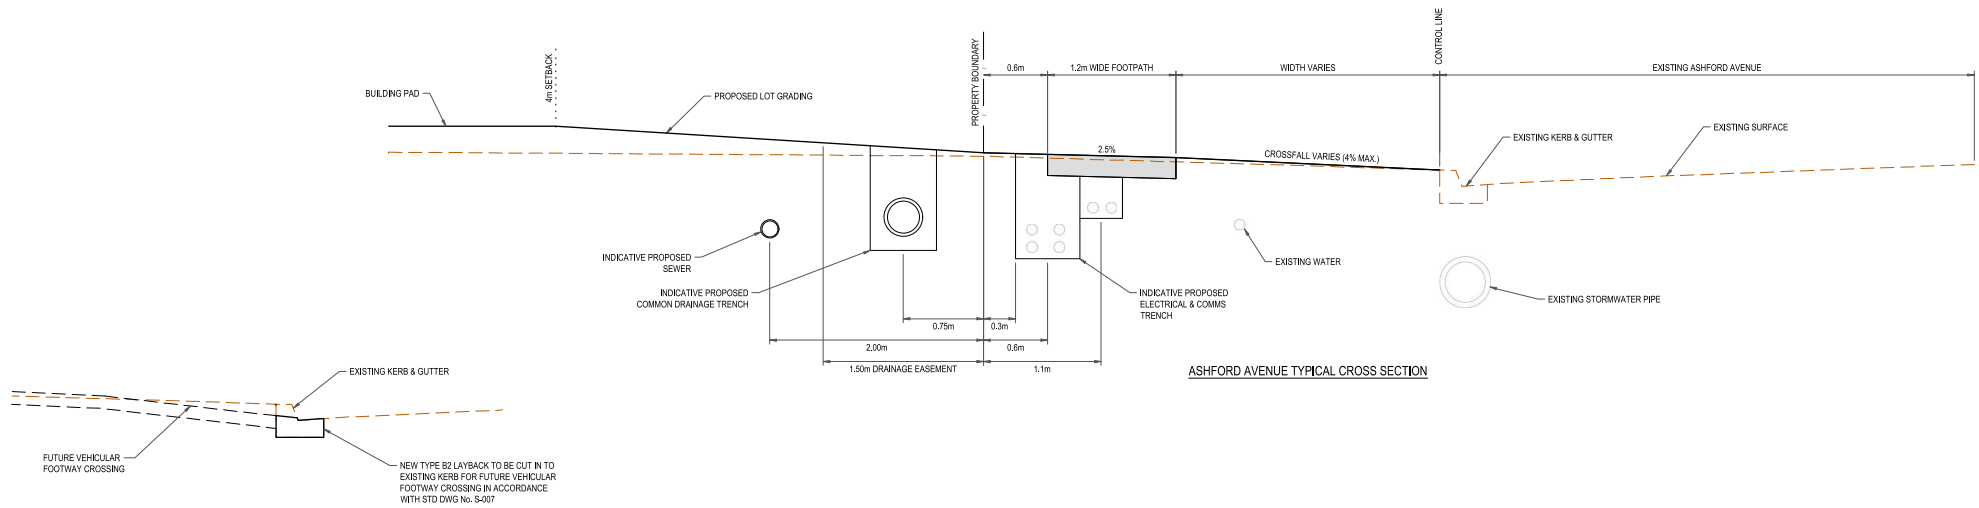 4m SETBACK
PROPERTY BOUNDARY
CONTROL LINE
0.6m
1.2m WIDE FOOTPATH
WIDTH VARIES
EXISTING ASHFORD AVENUE
BUILDING PAD
PROPOSED LOT GRADING
2.5%
CROSSFALL VARIES (4% MAX.)
EXISTING KERB & GUTTER
EXISTING SURFACE
INDICATIVE PROPOSED
SEWER
INDICATIVE PROPOSED
COMMON DRAINAGE TRENCH
INDICATIVE PROPOSED
ELECTRICAL & COMMS
TRENCH
EXISTING WATER
EXISTING STORMWATER PIPE
0.75m
0.3m
2.00m
0.6m
1.50m DRAINAGE EASEMENT
1.1m
ASHFORD AVENUE TYPICAL CROSS SECTION
EXISTING KERB & GUTTER
FUTURE VEHICULAR
FOOTWAY CROSSING
NEW TYPE B2 LAYBACK TO BE CUT IN TO
EXISTING KERB FOR FUTURE VEHICULAR
FOOTWAY CROSSING IN ACCORDANCE
WITH STD DWG No. S-007